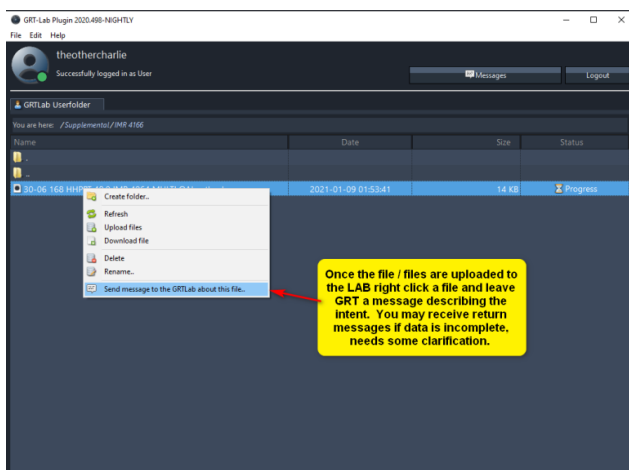 GRT-Lab Plugin 2020.498-NIGHTLY
File Edit Help
theothercharlie
Successfully logged in as User
Messages
Logout
GRTLab Userfolder
You are here: /Supplemental/IMR 4166
Name Date Size Status
.
..
30-06 168 2021-01-09 01:53:41 14 KB Progress
Create folder..
Refresh
Upload files
Download file
Delete
Rename..
Send message to the GRTLab about this file..
Once the file / files are uploaded to
the LAB right click a file and leave
GRT a message describing the
intent. You may receive return
messages if data is incomplete,
needs some clarification.